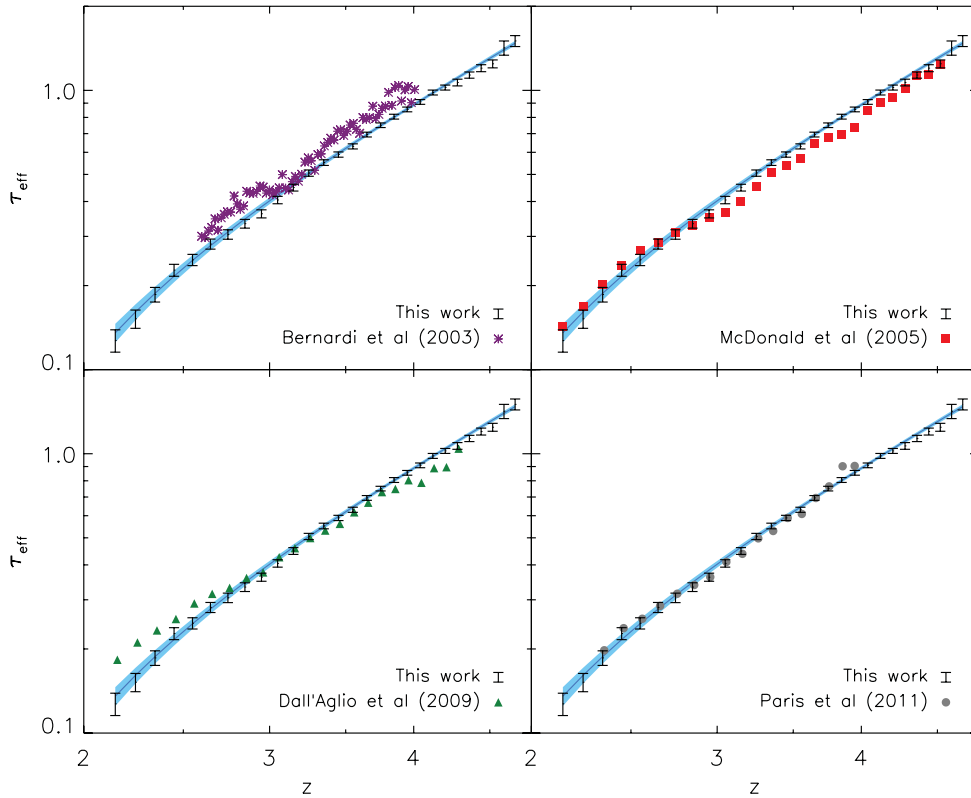 1.0
τeff
This work
Bernardi et al (2003)
0.1
This work
McDonald et al (2005)
1.0
τeff
This work
Dall'Aglio et al (2009)
0.1
This work
Paris et al (2011)
2 3 4
z
3 4
z